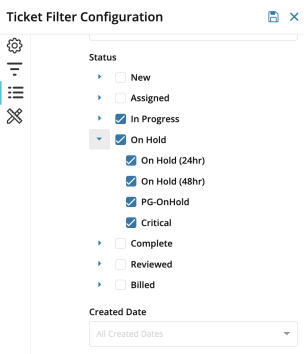 Ticket Filter Configuration
Status
New
Assigned
In Progress
On Hold
On Hold (24hr)
On Hold (48hr)
PG-OnHold
Critical
Complete
Reviewed
Billed
Created Date
All Created Dates